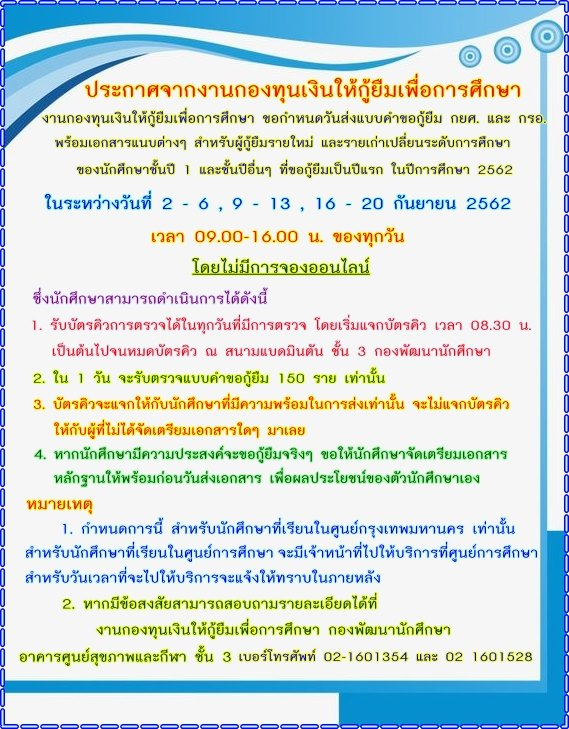 ประกาศจากงานกองทุนเงินให้กู้ยืมเพื่อการศึกษา
งานกองทุนเงินให้กู้ยืมเพื่อการศึกษา ขอกำหนดวันส่งแบบคำขอกู้ยืม กยศ. และ กรอ.
พร้อมเอกสารแนบต่างๆ สำหรับผู้กู้ยืมรายใหม่ และรายเก่าเปลี่ยนระดับการศึกษา
ของนักศึกษาชั้นปี 1 และชั้นปีอื่นๆ ที่ขอกู้ยืมเป็นปีแรก ในปีการศึกษา 2562
ในระหว่างวันที่ 2 - 6 , 9 - 13 , 16 - 20 กันยายน 2562
เวลา 09.00-16.00 น. ของทุกวัน
โดยไม่มีการจองออนไลน์
ซึ่งนักศึกษาสามารถดำเนินการได้ดังนี้
1. รับบัตรคิวการตรวจได้ในทุกวันที่มีการตรวจ โดยเริ่มแจกบัตรคิว เวลา 08.30 น.
เป็นต้นไปจนหมดบัตรคิว ณ สนามแบดมินตัน ชั้น 3 กองพัฒนานักศึกษา
2. ใน 1 วัน จะรับตรวจแบบคำขอกู้ยืม 150 ราย เท่านั้น
3. บัตรคิวจะแจกให้กับนักศึกษาที่มีความพร้อมในการส่งเท่านั้น จะไม่แจกบัตรคิว
ให้กับผู้ที่ไม่ได้จัดเตรียมเอกสารใดๆ มาเลย
4. หากนักศึกษามีความประสงค์จะขอกู้ยืมจริงๆ ขอให้นักศึกษาจัดเตรียมเอกสาร
หลักฐานให้พร้อมก่อนวันส่งเอกสาร เพื่อผลประโยชน์ของตัวนักศึกษาเอง
หมายเหตุ
1. กำหนดการนี้ สำหรับนักศึกษาที่เรียนในศูนย์กรุงเทพมหานคร เท่านั้น
สำหรับนักศึกษาที่เรียนในศูนย์การศึกษา จะมีเจ้าหน้าที่ไปให้บริการที่ศูนย์การศึกษา
สำหรับวันเวลาที่จะไปให้บริการจะแจ้งให้ทราบในภายหลัง
2. หากมีข้อสงสัยสามารถสอบถามรายละเอียดได้ที่
งานกองทุนเงินให้กู้ยืมเพื่อการศึกษา กองพัฒนานักศึกษา
อาคารศูนย์สุขภาพและกีฬา ชั้น 3 เบอร์โทรศัพท์ 02-1601354 และ 02 1601528